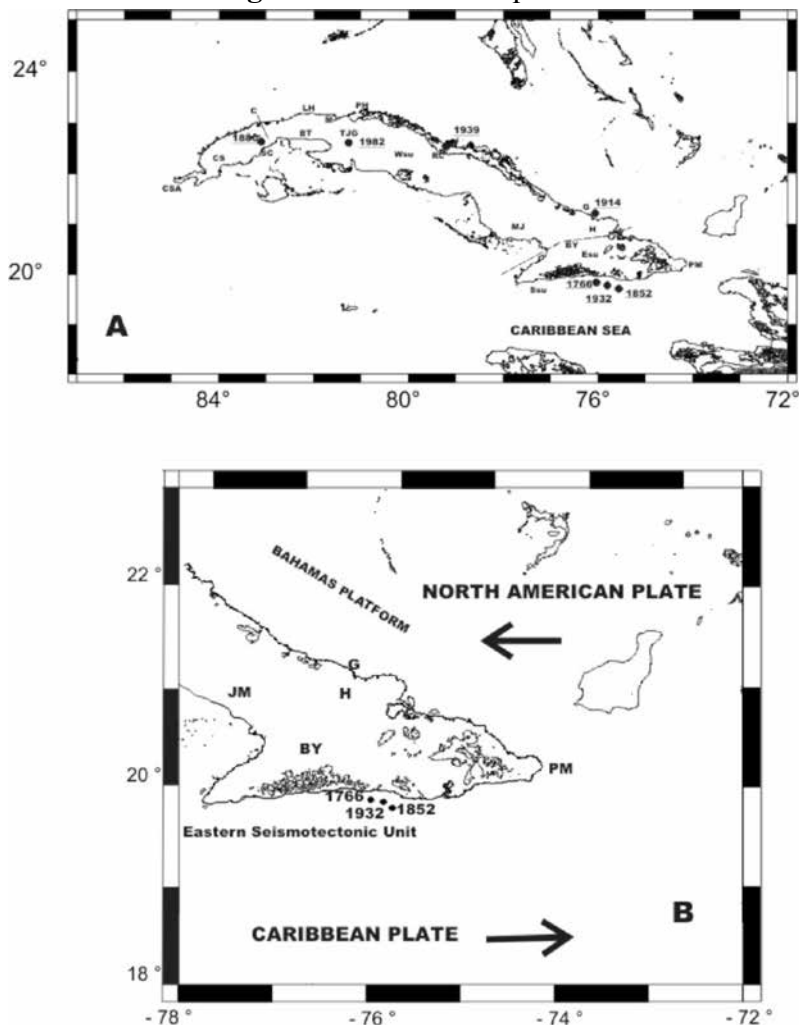 24°
20°
C
LH
M
PH
188
BT
TJG
1982
1939
SC
CS
Wsu
CSA
1914
G
MJ
H
BY
Esu
PM
Ssu
1766
1932
1852
A
CARIBBEAN SEA
84°
80°
76°
72°
22 °
20 °
18 °
BAHAMAS PLATFORM
NORTH AMERICAN PLATE
G
JM
H
BY
PM
1766
1932
1852
Eastern Seismotectonic Unit
CARIBBEAN PLATE
B
- 78
- 76°
- 74°
- 72